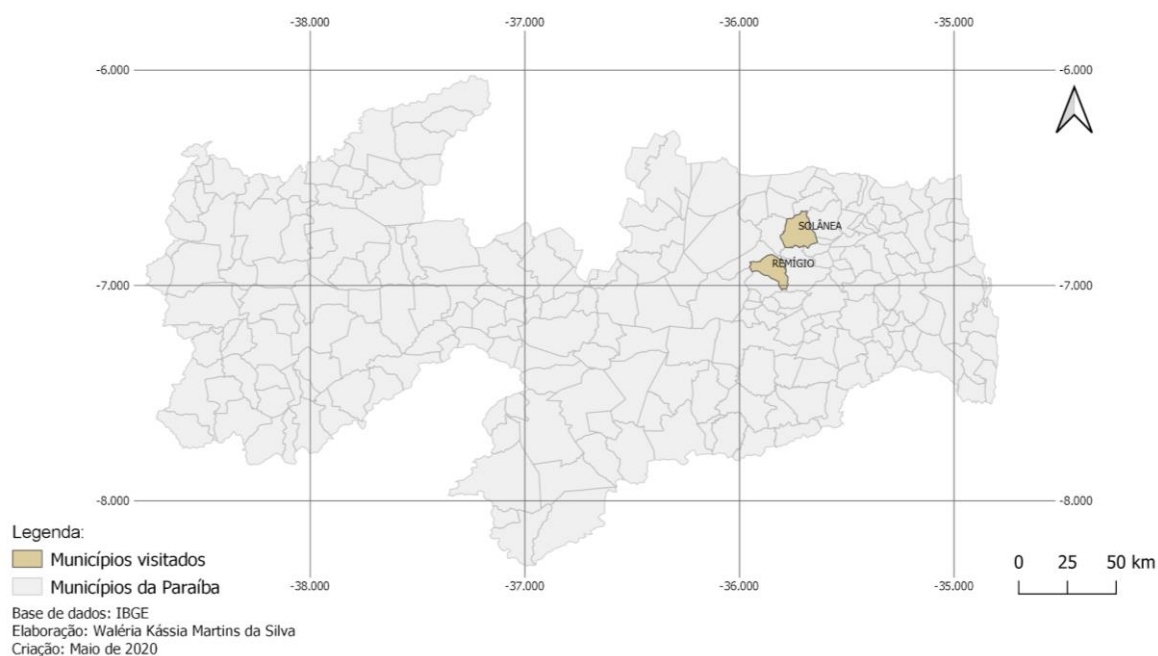 -38.000 -37.000 -36.000 -35.000
-6.000 -6.000
SOLÂNEA
REMÍGIO
-7.000 -7.000
-8.000 -8.000
Legenda:
Municípios visitados
Municípios da Paraíba
0 25 50 km
-38.000 -37.000 -36.000 -35.000
Base de dados: IBGE
Elaboração: Waléria Kássia Martins da Silva
Criação: Maio de 2020